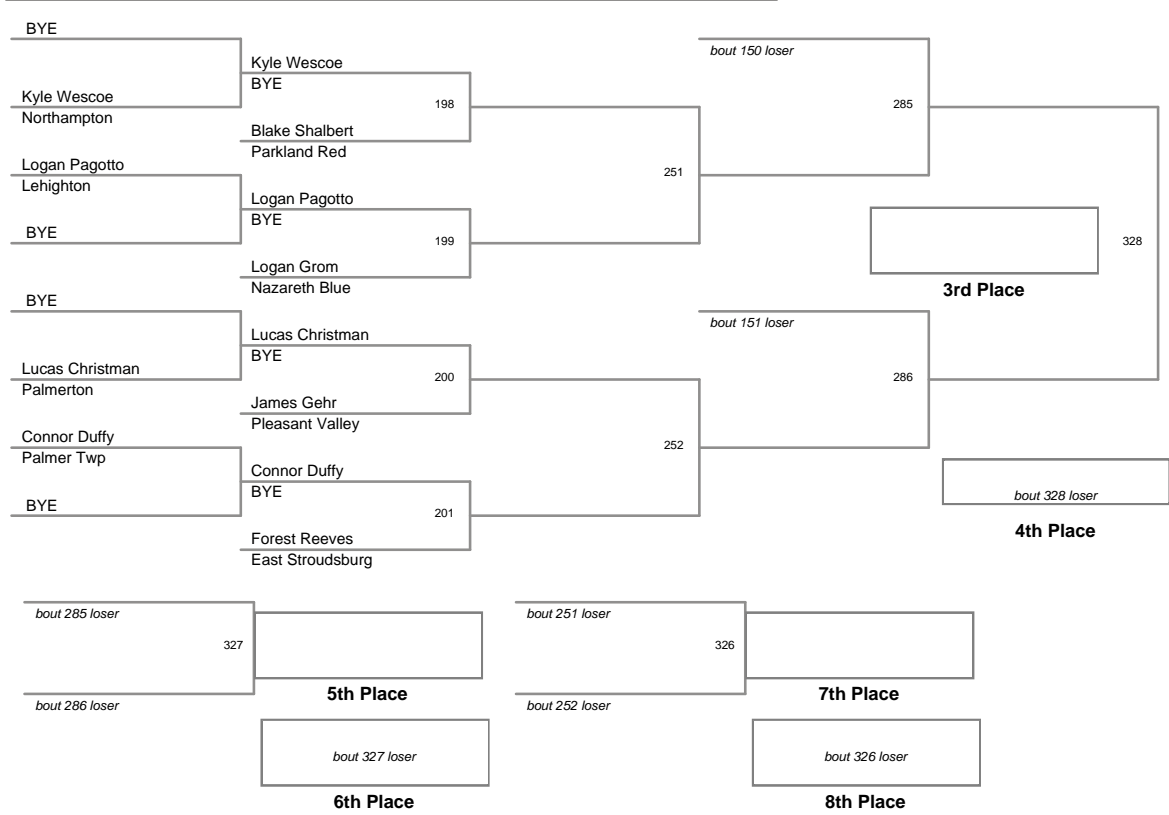 BYE
Kyle Wescoe
Northampton
Logan Pagotto
Lehighton
BYE
BYE
Lucas Christman
Palmerton
Connor Duffy
Palmer Twp
BYE
Kyle Wescoe
BYE
198
Blake Shalbert
Parkland Red
Logan Pagotto
BYE
199
Logan Grom
Nazareth Blue
Lucas Christman
BYE
200
James Gehr
Pleasant Valley
Connor Duffy
BYE
201
Forest Reeves
East Stroudsburg
251
252
bout 150 loser
285
bout 151 loser
286
328
3rd Place
bout 328 loser
4th Place
bout 285 loser
327
bout 286 loser
5th Place
bout 327 loser
6th Place
bout 251 loser
326
bout 252 loser
7th Place
bout 326 loser
8th Place